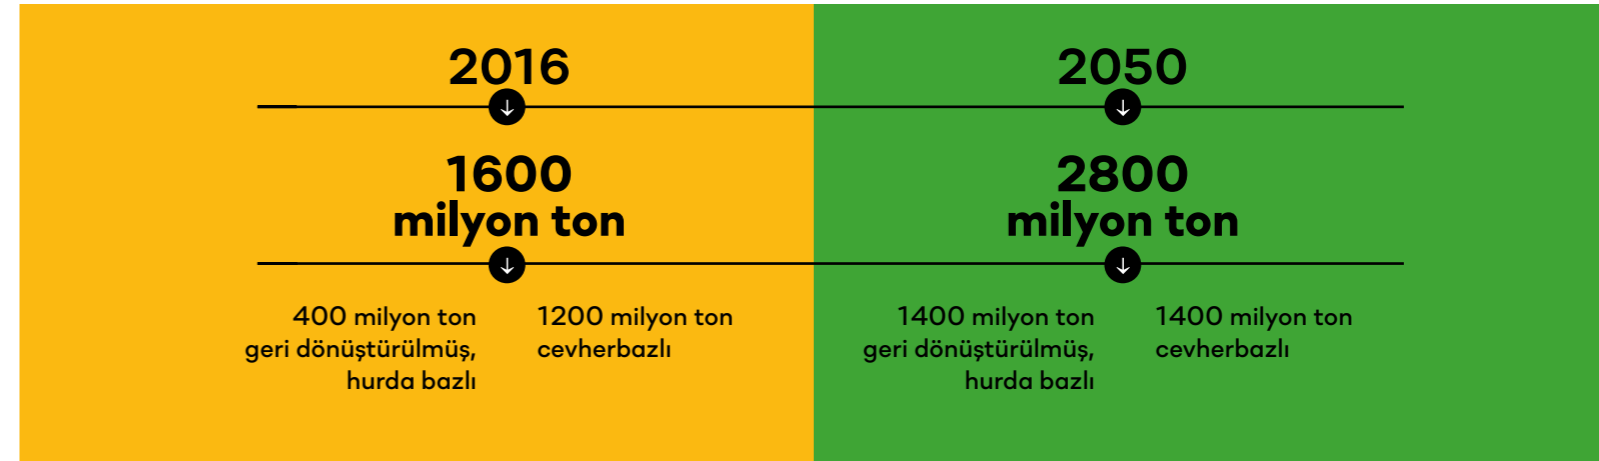 2016
1600
milyon ton
400 milyon ton
geri dönüştürülmüş,
hurda bazlı
1200 milyon ton
cevherbazlı
2050
2800
milyon ton
1400 milyon ton
geri dönüştürülmüş,
hurda bazlı
1400 milyon ton
cevherbazlı